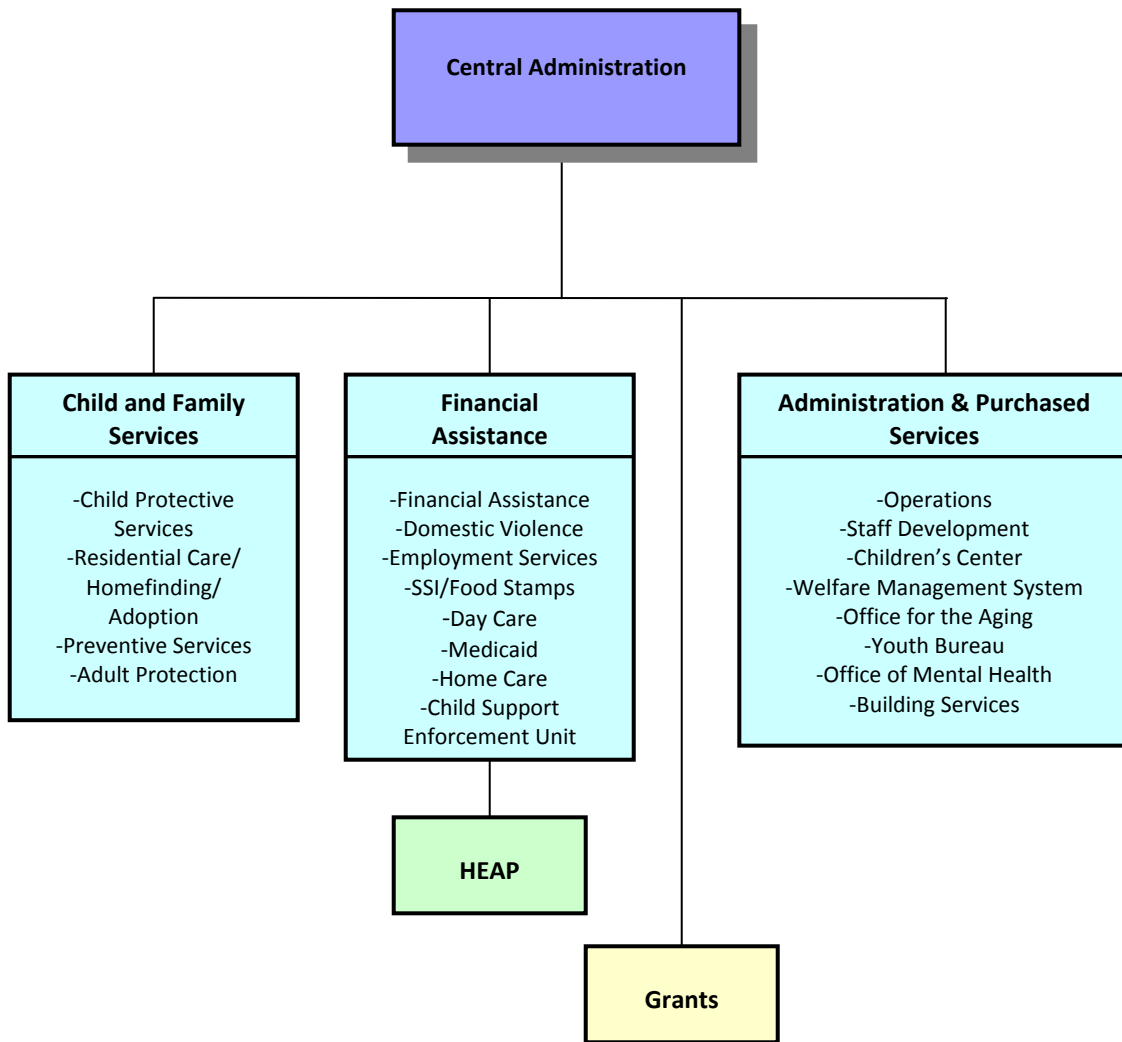 Central Administration
Child and Family
Services
-Child Protective
Services
-Residential Care/
Homefinding/
Adoption
-Preventive Services
-Adult Protection
Financial
Assistance
-Financial Assistance
-Domestic Violence
-Employment Services
-SSI/Food Stamps
-Day Care
-Medicaid
-Home Care
-Child Support
Enforcement Unit
Administration & Purchased
Services
-Operations
-Staff Development
-Children’s Center
-Welfare Management System
-Office for the Aging
-Youth Bureau
-Office of Mental Health
-Building Services
HEAP
Grants